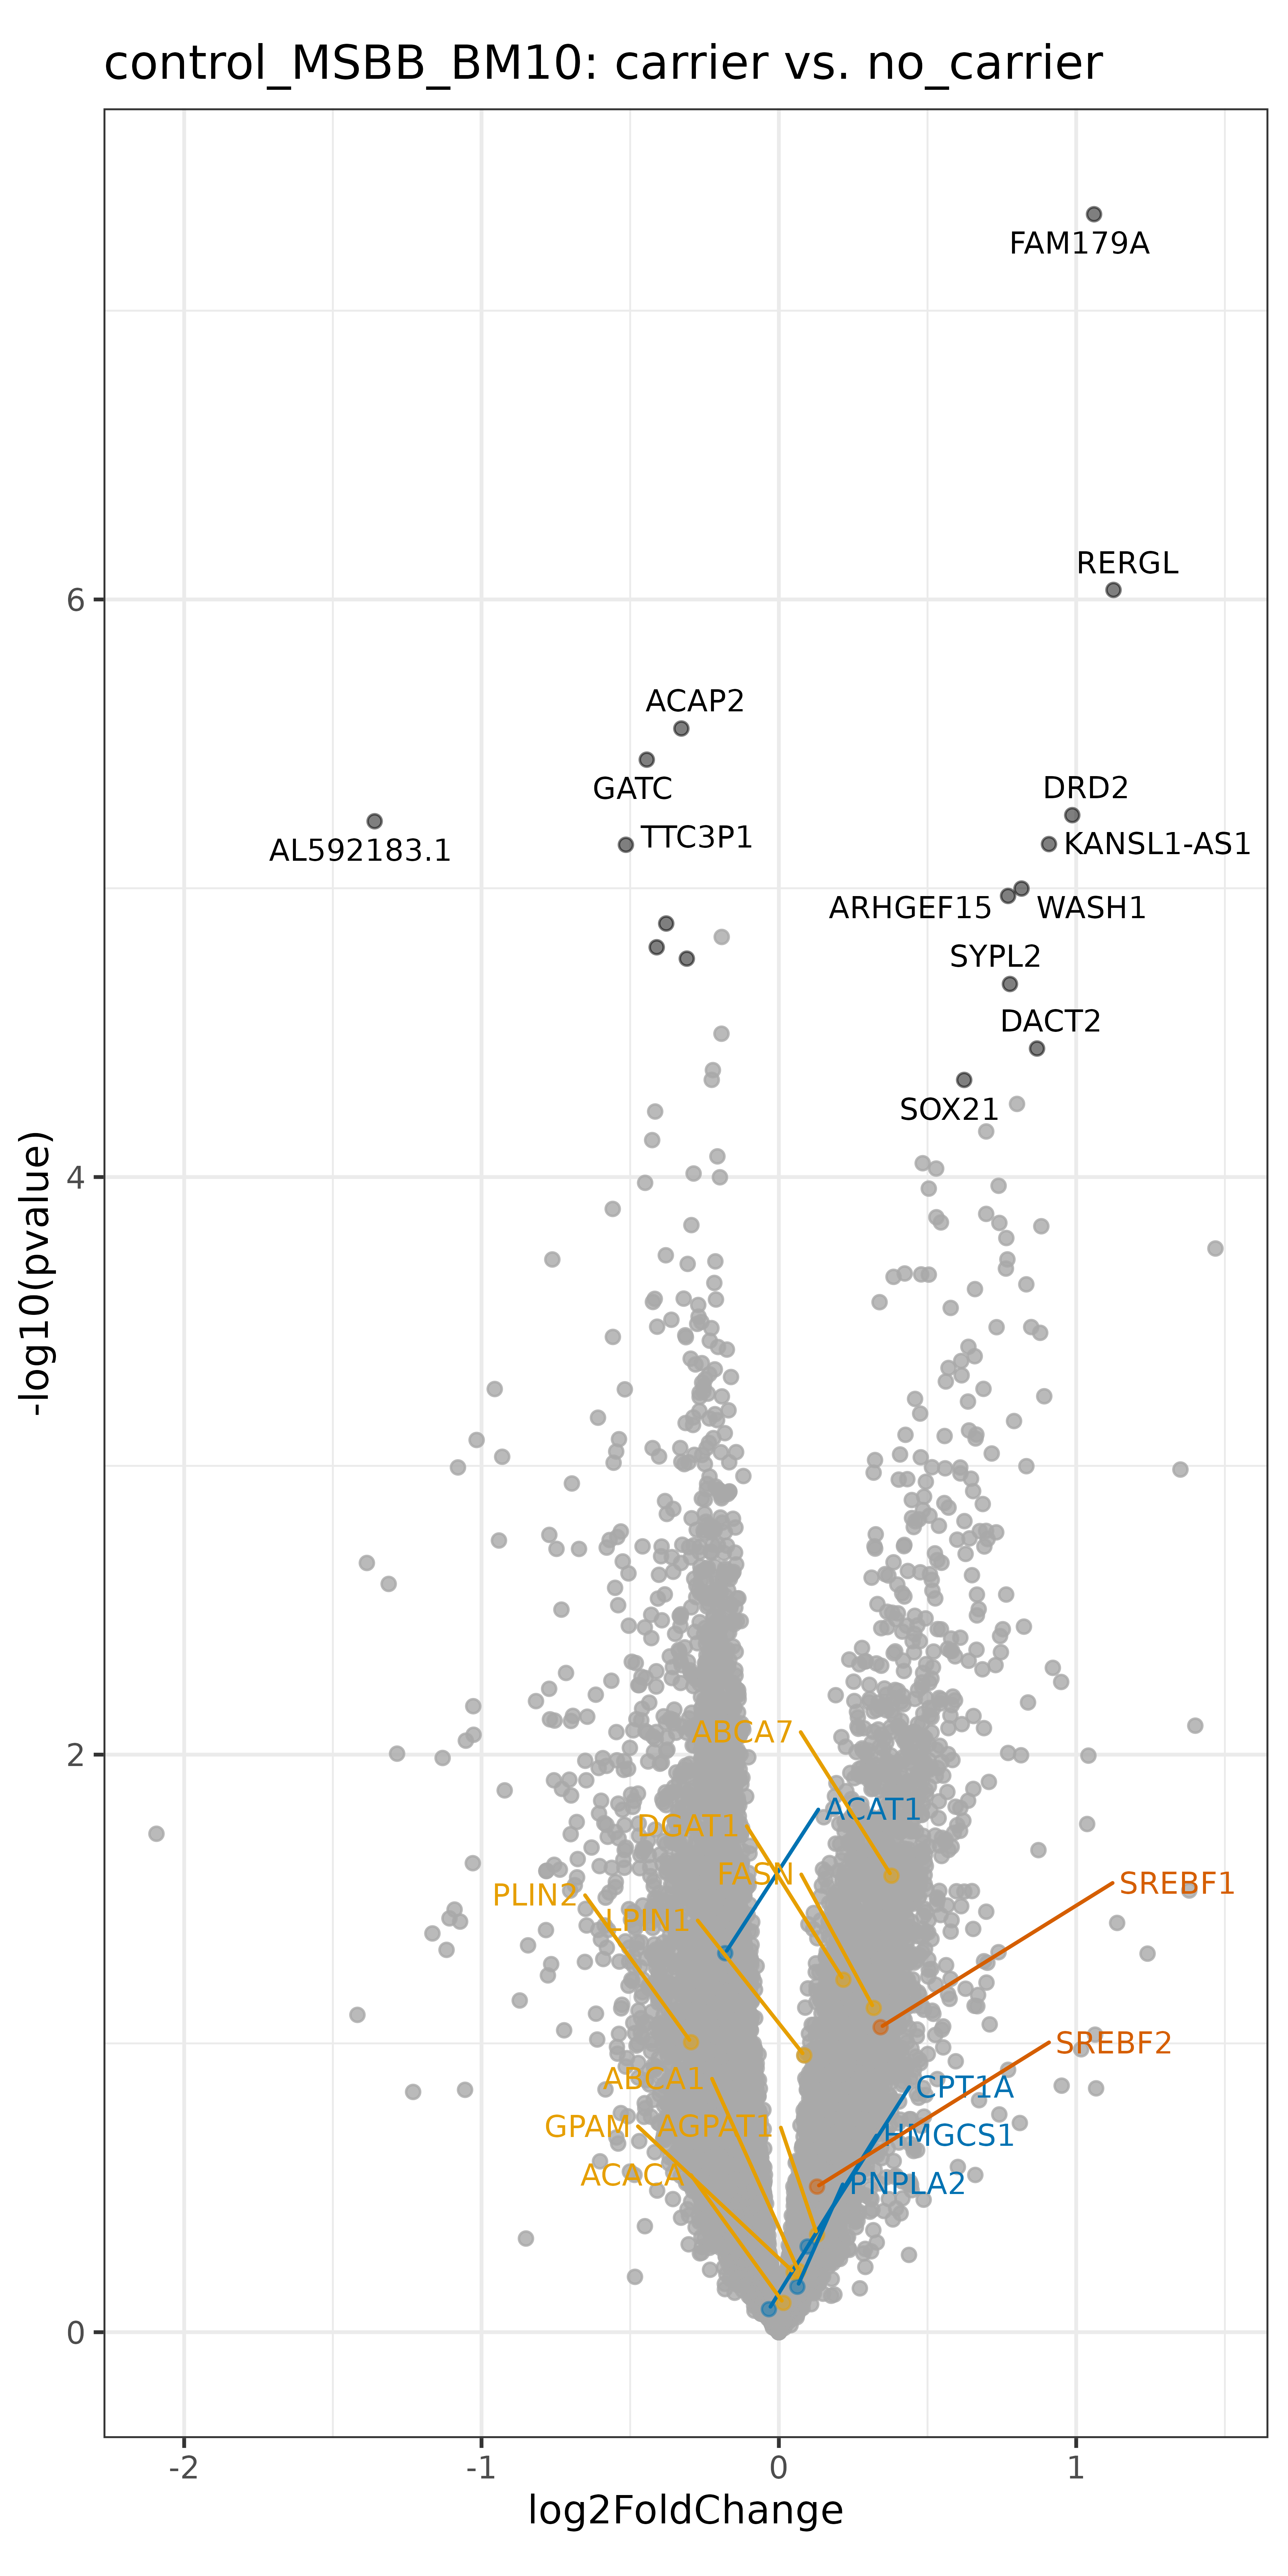 control_MSBB_BM10: carrier vs. no_carrier
FAM179A
RERGL
6
ACAP2
GATC
DRD2
TTC3P1
KANSL1-AS1
AL592183.1
ARHGEF15
WASH1
SYPL2
DACT2
SOX21
4
-log10(pvalue)
ABCA7
2
ACAT1
DGAT1
FASN
SREBF1
PLIN2
LPIN1
SREBF2
ABCA1
CPT1A
GPAM
AGPAT1
HMGCS1
ACACA
PNPLA2
0
-2
-1
0
1
log2FoldChange